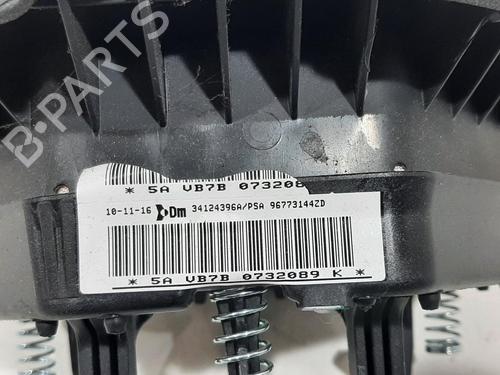 B-PARTS
* 5A VB7B 073208
10-11-16 Dm 34124396A/PSA 96773144ZD
* 5A VB7B 0732089 K *